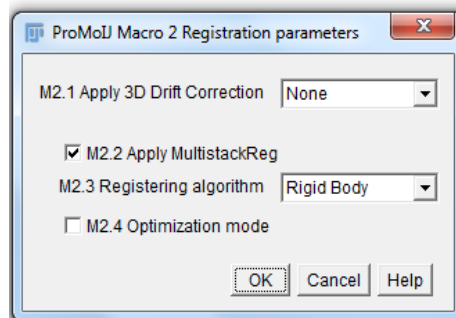 ProMoIJ Macro 2 Registration parameters
M2.1 Apply 3D Drift Correction None
M2.2 Apply MultistackReg
M2.3 Registering algorithm Rigid Body
M2.4 Optimization mode
OK Cancel Help